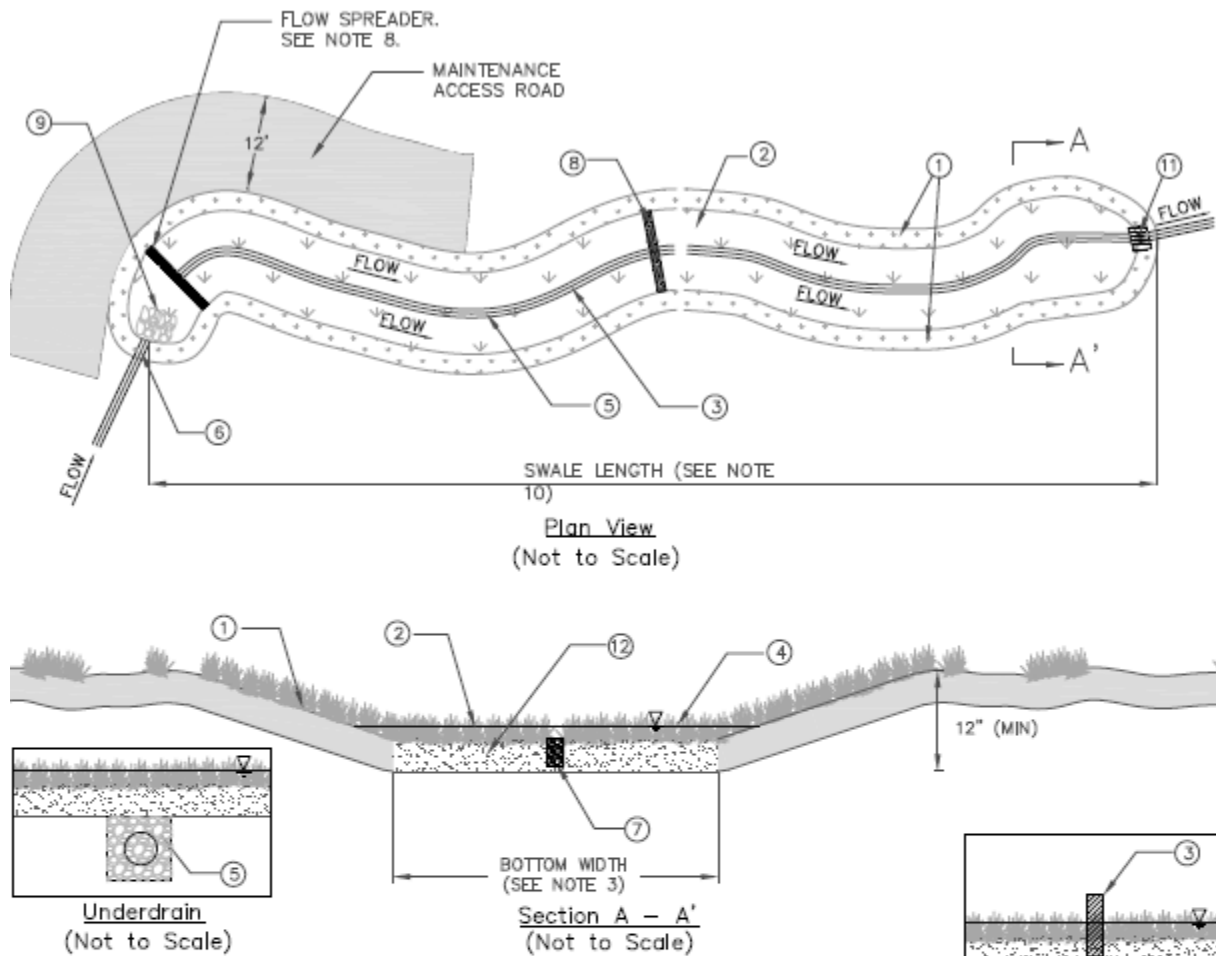 FLOW SPREADER.
SEE NOTE 8.
MAINTENANCE
ACCESS ROAD
9
12'
8
2
1
A
11
FLOW
FLOW
FLOW
FLOW
FLOW
A'
6
5
3
FLOW
SWALE LENGTH (SEE NOTE
10)
Plan View
(Not to Scale)
1
2
12
4
12" (MIN)
7
5
BOTTOM WIDTH
(SEE NOTE 3)
3
Underdrain
(Not to Scale)
Section A - A'
(Not to Scale)